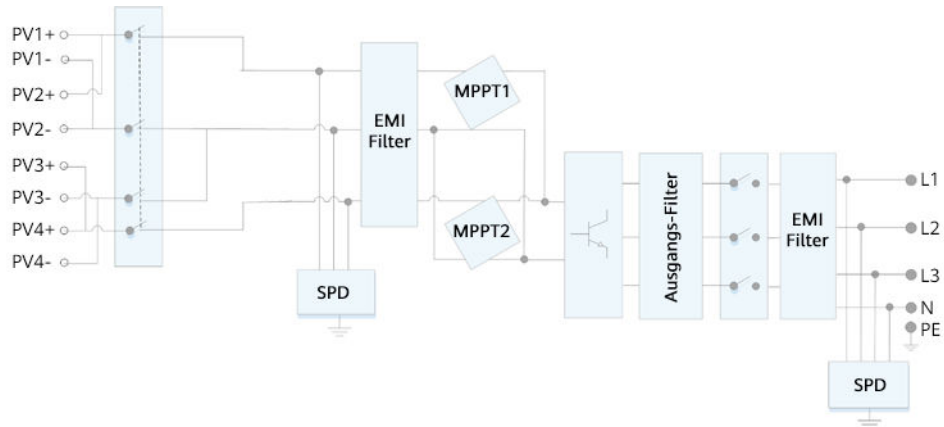 PV1+
PV1-
PV2+
PV2-
PV3+
PV3-
PV4+
PV4-
SPD
EMI
Filter
MPPT1
MPPT2
Ausgangs-Filter
EMI
Filter
L1
L2
L3
N
PE
SPD